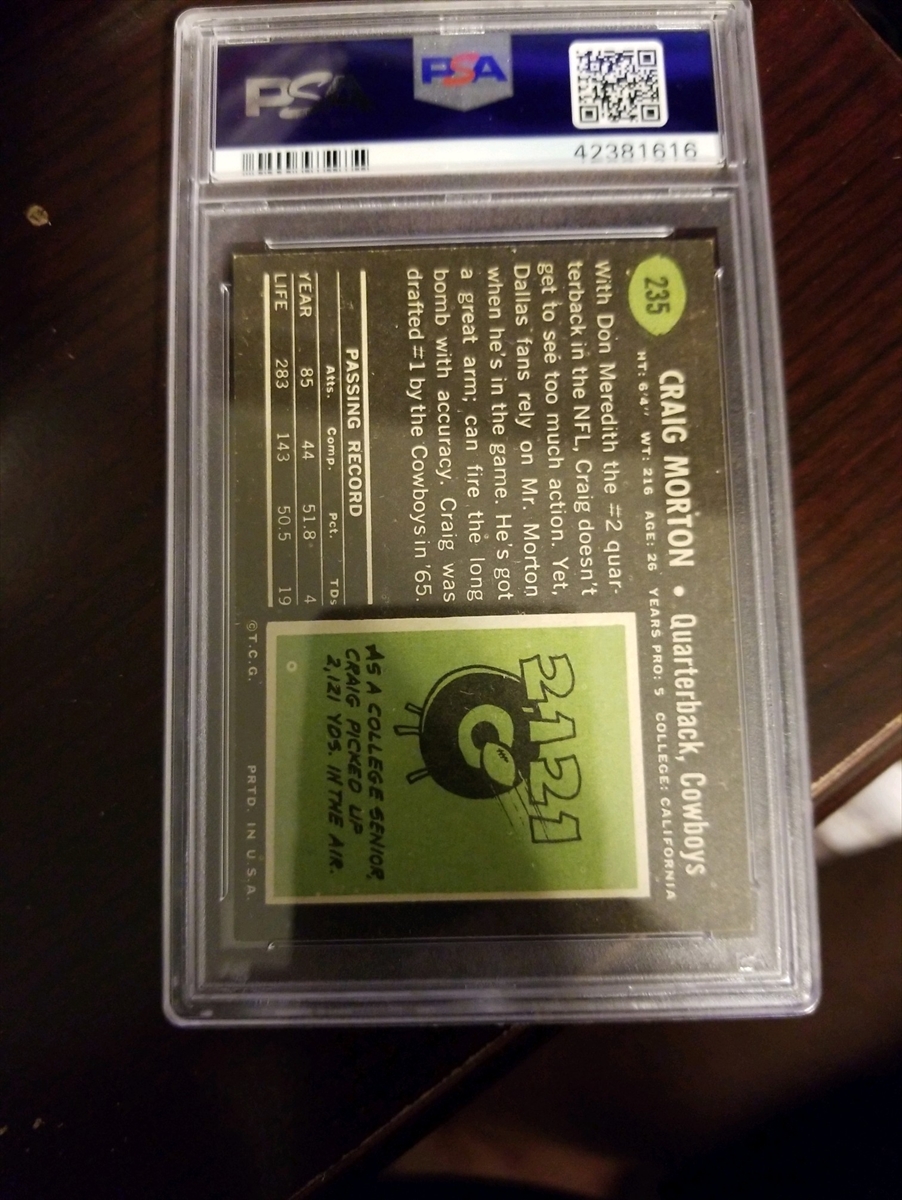 PSA
PSA
42381616
235
CRAIG MORTON • Quarterback, Cowboys
HT: 6'4" WT: 216 AGE: 26 YEARS PRO: 5 COLLEGE: CALIFORNIA
With Don Meredith the #2 quar-
terback in the NFL, Craig doesn't
get to see too much action. Yet,
Dallas fans rely on Mr. Morton
when he's in the game. He's got
a great arm; can fire the long
bomb with accuracy. Craig was
drafted #1 by the Cowboys in '65.
PASSING RECORD
Atts. Comp. Pct. TDs
YEAR 85 44 51.8 4
LIFE 283 143 50.5 19
2,121
C
AS A COLLEGE SENIOR,
CRAIG PICKED UP
2,121 YDS. IN THE AIR.
©T.C.G. PRTD. IN U.S.A.